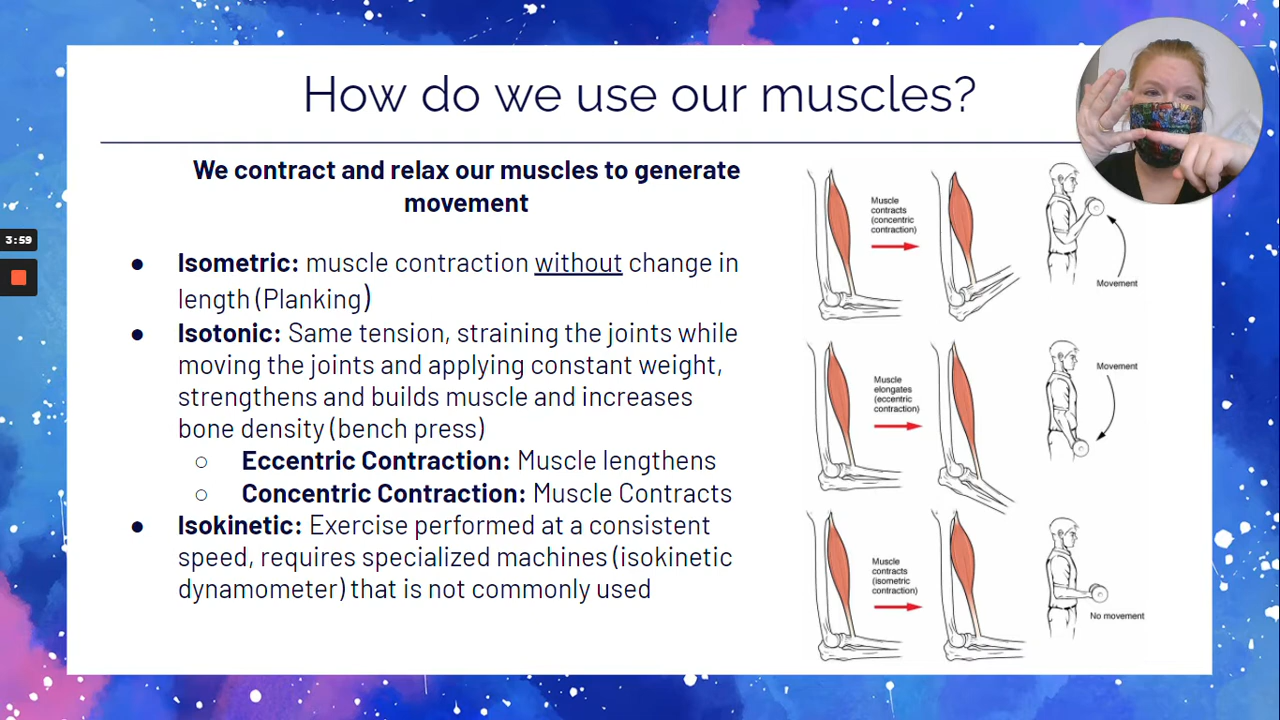 How do we use our muscles?
We contract and relax our muscles to generate
movement
● Isometric: muscle contraction without change in
length (Planking)
● Isotonic: Same tension, straining the joints while
moving the joints and applying constant weight,
strengthens and builds muscle and increases
bone density (bench press)
○ Eccentric Contraction: Muscle lengthens
○ Concentric Contraction: Muscle Contracts
● Isokinetic: Exercise performed at a consistent
speed, requires specialized machines (isokinetic
dynamometer) that is not commonly used
Muscle
contracts
(concentric
contraction)
Movement
Muscle
elongates
(eccentric
contraction)
Movement
Muscle
contracts
(isometric
contraction)
No movement
3:59